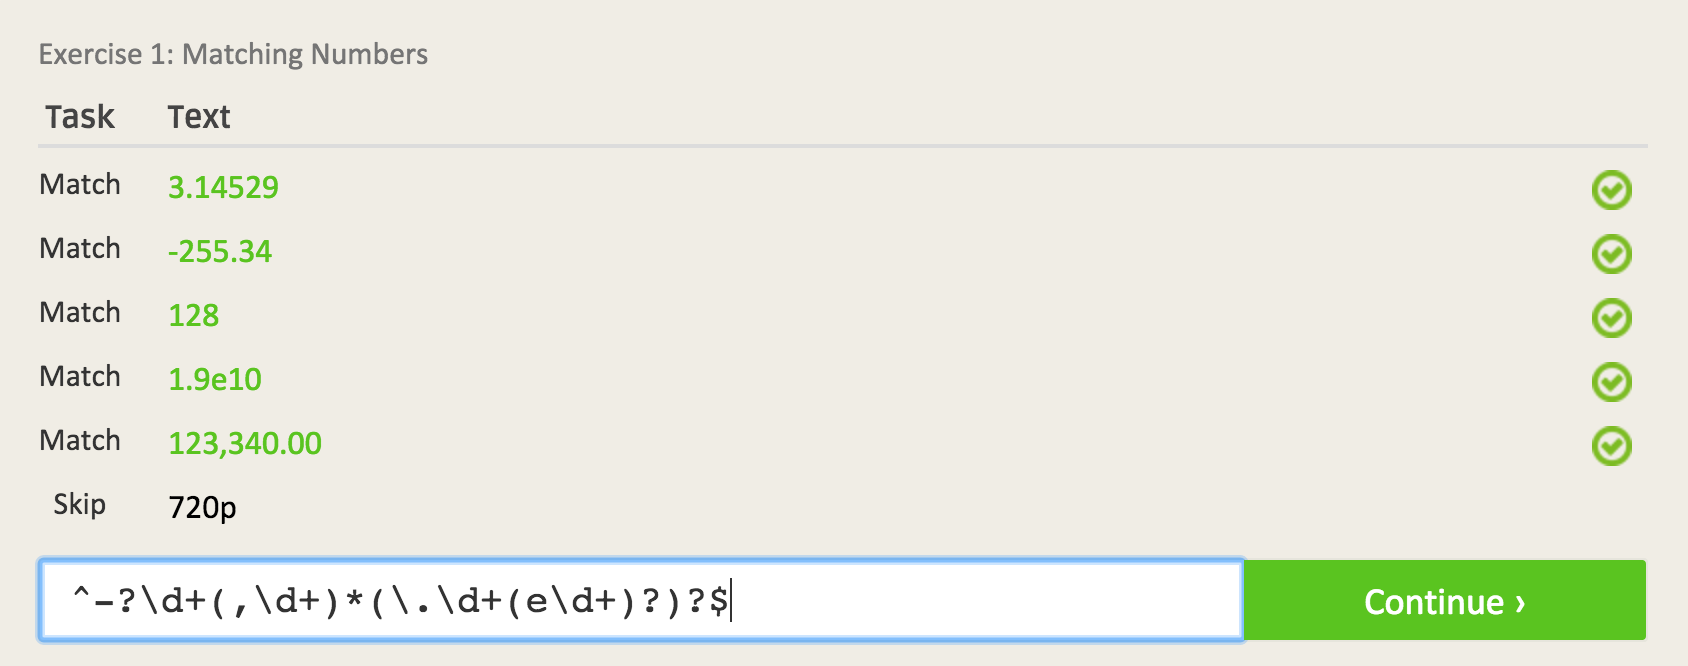 Exercise 1: Matching Numbers
Task Text
Match 3.14529
Match -255.34
Match 128
Match 1.9e10
Match 123,340.00
Skip 720p
^-?\d+(,\d+)*(\.\d+(e\d+)?)?$
Continue ›